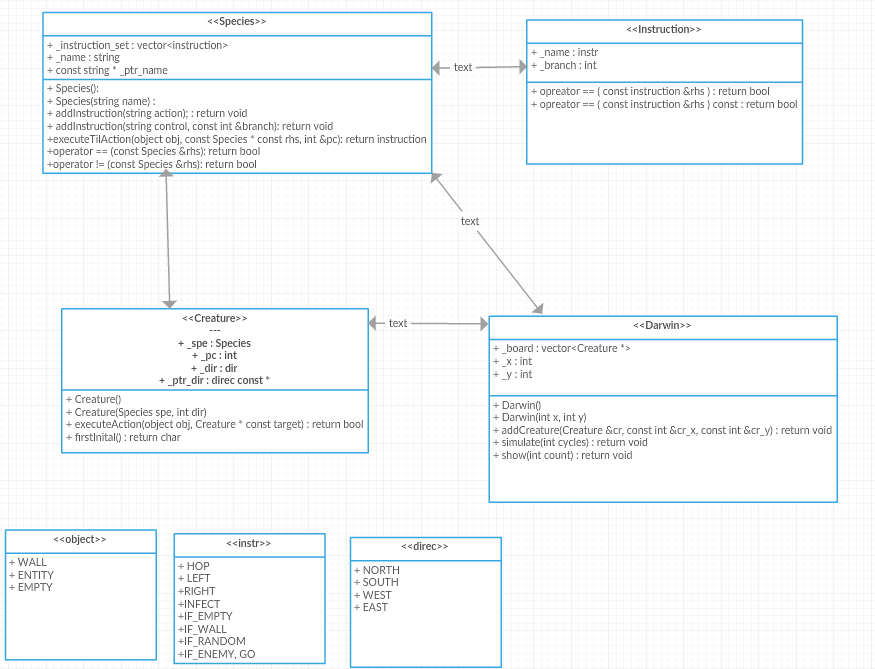 <<Species>>
+ _instruction_set : vector<instruction>
+ _name : string
+ const string * _ptr_name
+ Species():
+ Species(string name) :
+ addInstruction(string action); : return void
+ addInstruction(string control, const int &branch): return void
+executeTilAction(object obj, const Species * const rhs, int &pc): return instruction
+operator == (const Species &rhs): return bool
+operator != (const Species &rhs): return bool
text
<<Instruction>>
+ _name : instr
+ _branch : int
+ opreator == ( const instruction &rhs ) : return bool
+ opreator == ( const instruction &rhs ) const : return bool
text
<<Creature>>
---
+ _spe : Species
+ _pc : int
+ _dir : dir
+ _ptr_dir : direc const *
+ Creature()
+ Creature(Species spe, int dir)
+ executeAction(object obj, Creature * const target) : return bool
+ firstInital() : return char
text
<<Darwin>>
+ _board : vector<Creature *>
+ _x : int
+ _y : int
+ Darwin()
+ Darwin(int x, int y)
+ addCreature(Creature &cr, const int &cr_x, const int &cr_y) : return void
+ simulate(int cycles) : return void
+ show(int count) : return void
<<object>>
+ WALL
+ ENTITY
+ EMPTY
<<instr>>
+ HOP
+ LEFT
+RIGHT
+INFECT
+IF_EMPTY
+IF_WALL
+IF_RANDOM
+IF_ENEMY, GO
<<direc>>
+ NORTH
+ SOUTH
+ WEST
+ EAST